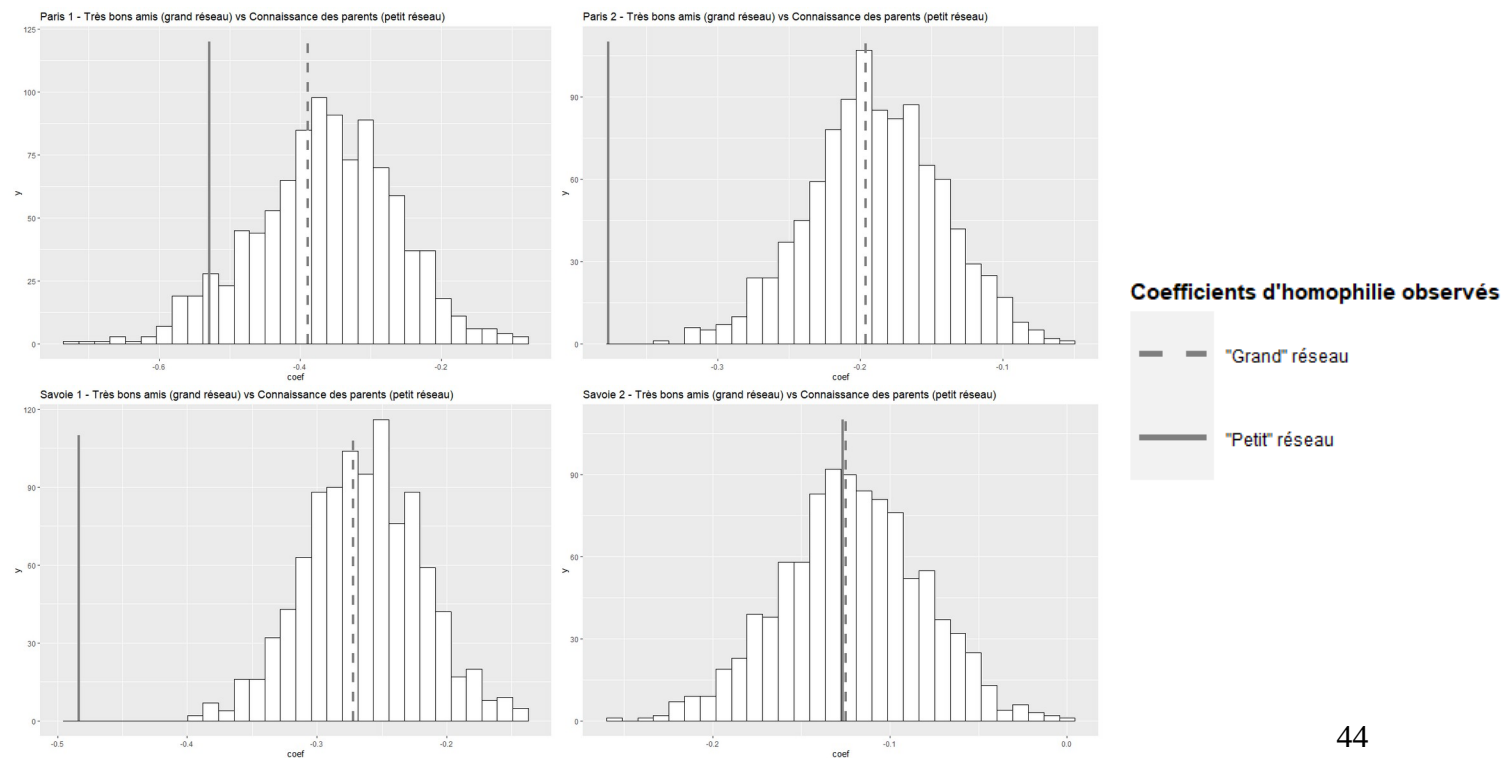 Paris 1 - Très bons amis (grand réseau) vs Connaissance des parents (petit réseau)
125
100
75
50
25
0
y
-0.6
-0.4
-0.2
coef
Paris 2 - Très bons amis (grand réseau) vs Connaissance des parents (petit réseau)
90
60
30
0
y
-0.3
-0.2
-0.1
coef
Savoie 1 - Très bons amis (grand réseau) vs Connaissance des parents (petit réseau)
120
90
60
30
0
y
-0.5
-0.4
-0.3
-0.2
coef
Savoie 2 - Très bons amis (grand réseau) vs Connaissance des parents (petit réseau)
90
60
30
0
y
-0.2
-0.1
0.0
coef
Coefficients d'homophilie observés
"Grand" réseau
"Petit" réseau
44